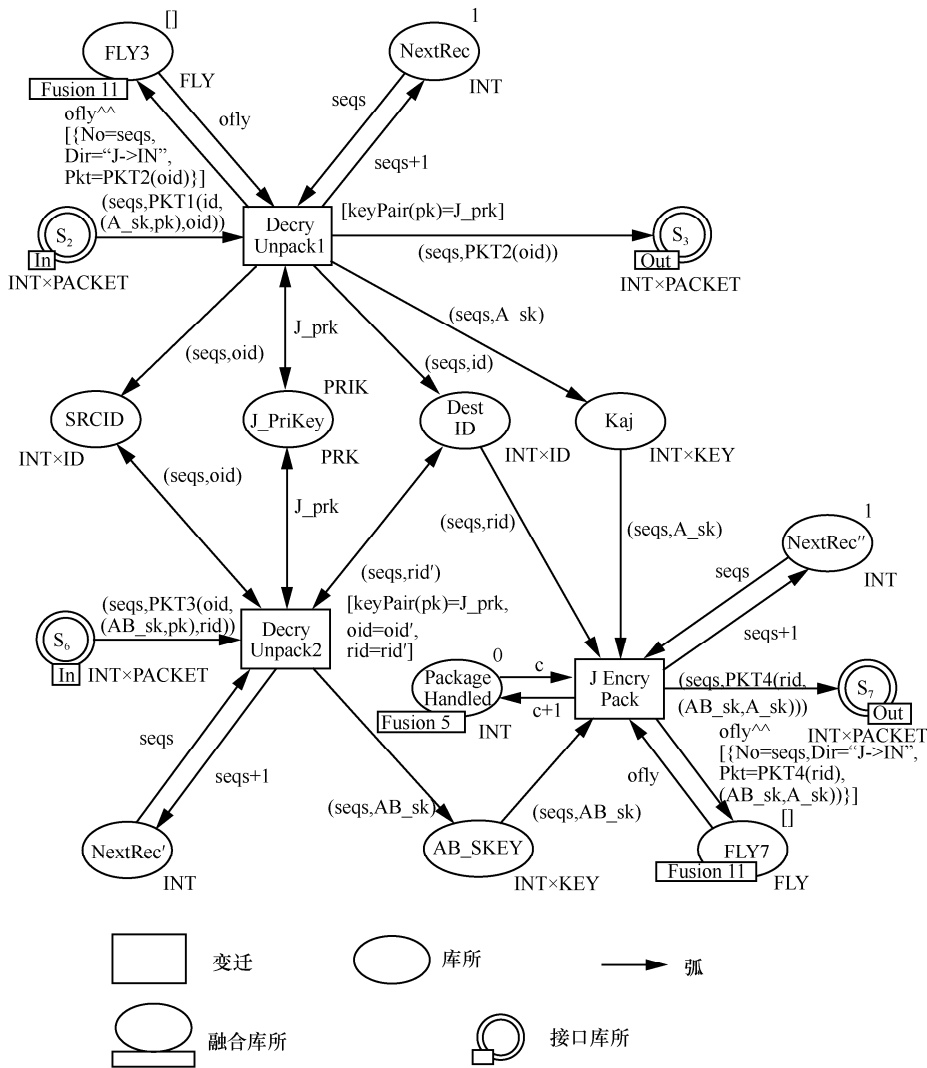 []
1
FLY3
NextRec
FLY
INT
Fusion 11
ofly^^
[{No=seqs,
Dir=“J->IN”,
Pkt=PKT2(oid)}]
ofly
seqs
seqs+1
(seqs,PKT1(id,
(A_sk,pk),oid))
S2
In
INT×PACKET
Decry
Unpack1
[keyPair(pk)=J_prk]
(seqs,PKT2(oid))
S3
Out
INT×PACKET
(seqs,oid)
J_prk
(seqs,id)
(seqs,A_sk)
SRCID
INT×ID
PRIK
J_PriKey
PRK
Dest
ID
INT×ID
Kaj
INT×KEY
(seqs,oid)
J_prk
(seqs,rid)
(seqs,A_sk)
1
NextRec′′
INT
seqs
seqs+1
(seqs,rid′)
(seqs,PKT3(oid,
(AB_sk,pk),rid))
S6
In
INT×PACKET
Decry
Unpack2
[keyPair(pk)=J_prk,
oid=oid′,
rid=rid′]
0
Package
Handled
Fusion 5
INT
c
c+1
J Encry
Pack
(seqs,PKT4(rid,
(AB_sk,A_sk)))
S7
Out
INT×PACKET
ofly^^
[{No=seqs,Dir=“J->IN”,
Pkt=PKT4(rid),
(AB_sk,A_sk))}]
ofly
seqs
seqs+1
(seqs,AB_sk)
(seqs,AB_sk)
NextRec′
INT
AB_SKEY
INT×KEY
[]
FLY7
Fusion 11
FLY
变迁
库所
弧
融合库所
接口库所